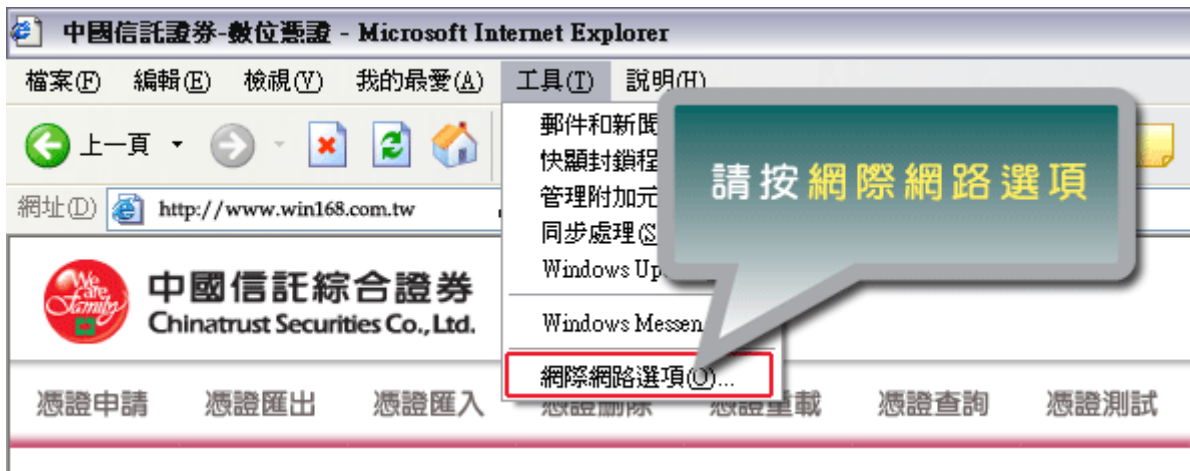 中國信託證券-數位憑證 - Microsoft Internet Explorer
檔案(F) 編輯(E) 檢視(V) 我的最愛(A) 工具(T) 說明(H)
上一頁
郵件和新聞
快顯封鎖程
管理附加元
同步處理(S
Windows Up
Windows Messen
網際網路選項(O)...
請按網際網路選項
網址(D) http://www.win168.com.tw
We are Family
中國信託綜合證券
Chinatrust Securities Co., Ltd.
憑證申請 憑證匯出 憑證匯入 憑證刪除 憑證重載 憑證查詢 憑證測試